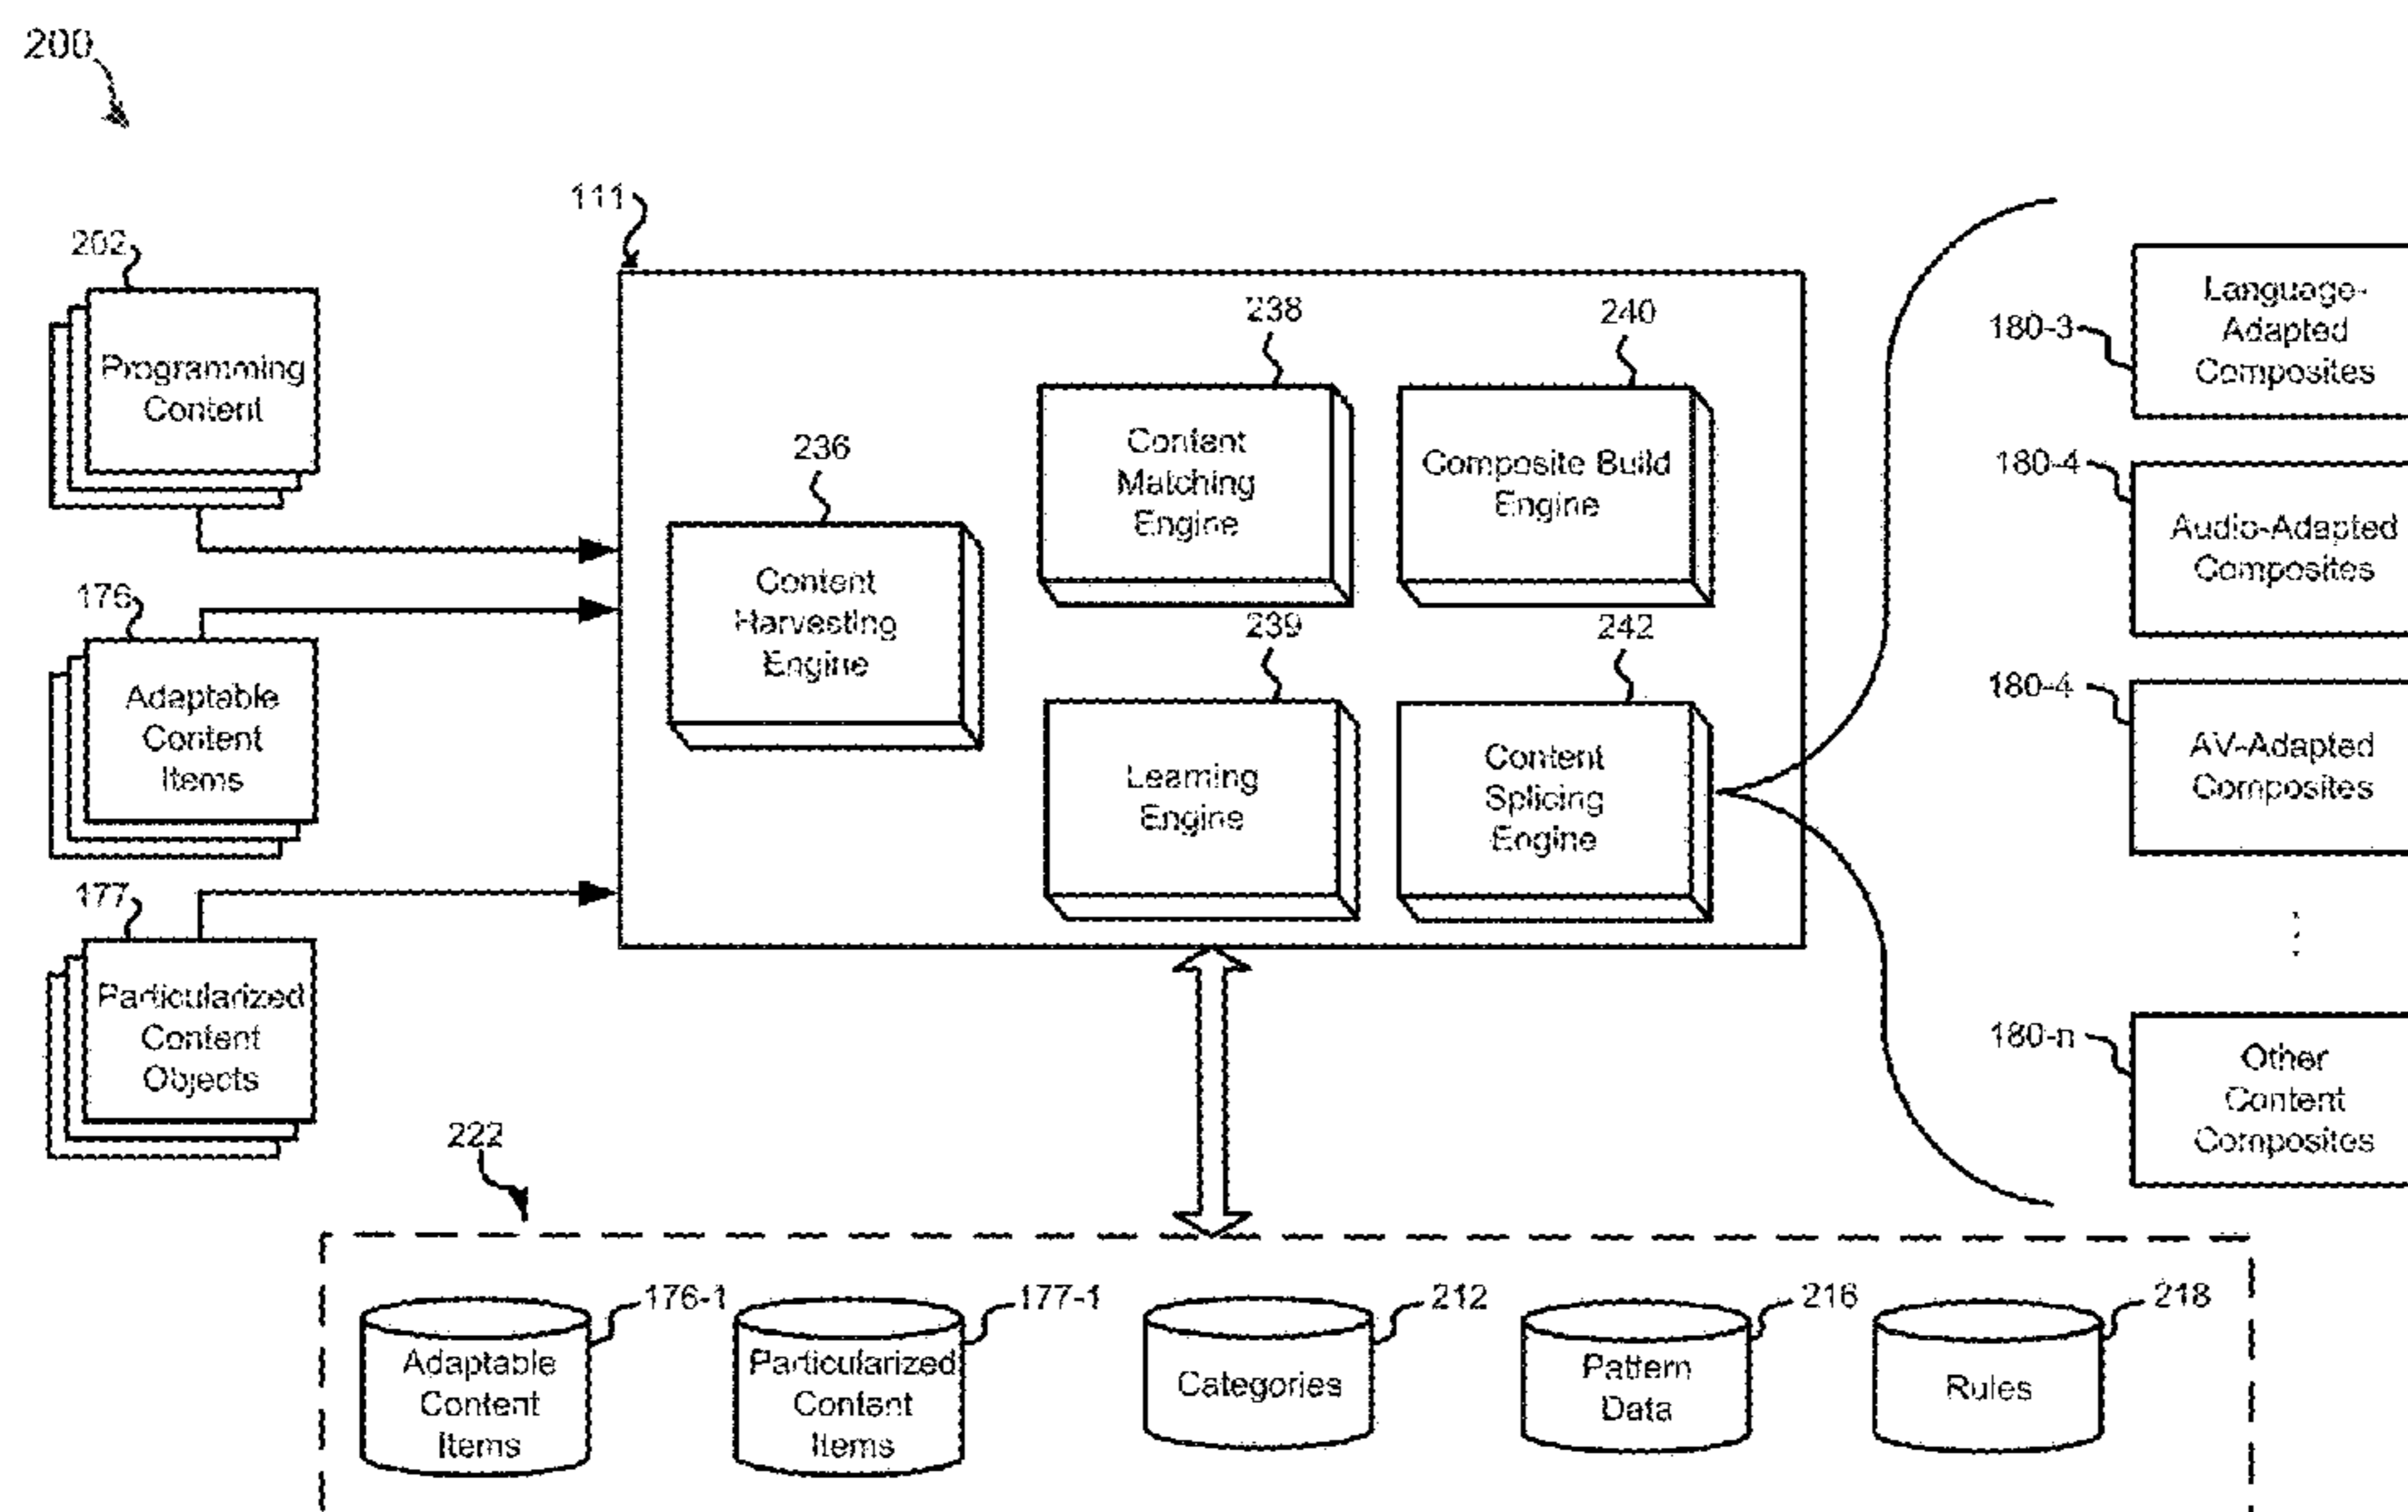 200
111
202
Programming
Content
176
Adaptable
Content
Items
177
Particularized
Content
Objects
236
Content
Harvesting
Engine
238
Content
Matching
Engine
240
Composite Build
Engine
239
Learning
Engine
242
Content
Splicing
Engine
180-3
Language-
Adapted
Composites
180-4
Audio-Adapted
Composites
180-4
AV-Adapted
Composites
180-n
Other
Content
Composites
222
176-1
Adaptable
Content
Items
177-1
Particularized
Content
Items
212
Categories
216
Pattern
Data
218
Rules